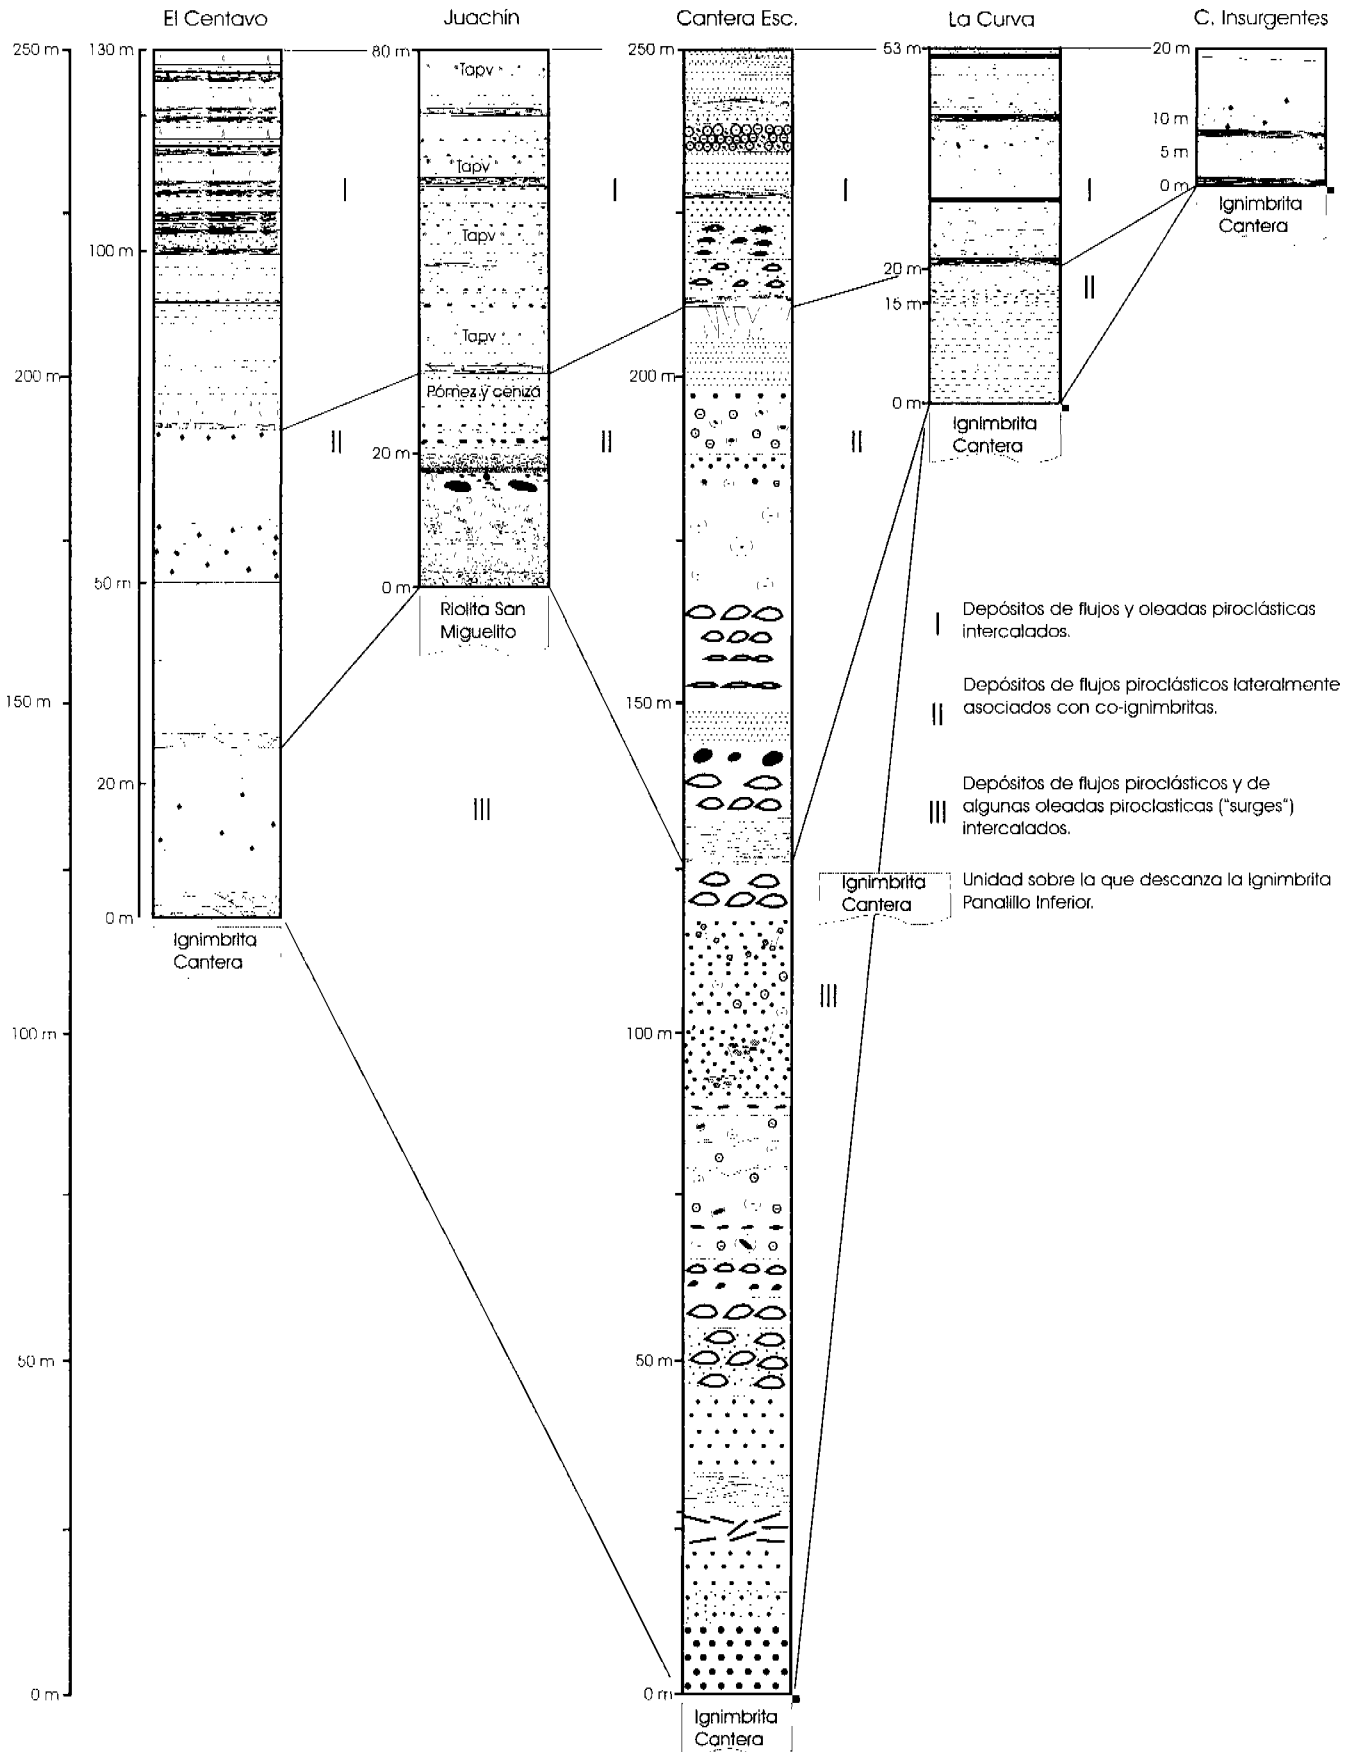 El Centavo
Juachín
Cantera Esc.
La Curva
C. Insurgentes
250 m
130 m
80 m
250 m
53 m
20 m
Tapv
10 m
5 m
0 m
Tapv
I
I
I
I
Ignimbrita
Cantera
Tapv
100 m
20 m
II
15 m
Tapv
200 m
200 m
Pómez y ceniza
0 m
II
II
II
Ignimbrita
Cantera
20 m
50 m
0 m
Riolita San
Miguelito
I
Depósitos de flujos y oleadas piroclásticas
intercalados.
II
Depósitos de flujos piroclásticos lateralmente
asociados con co-ignimbritas.
150 m
150 m
20 m
III
III
Depósitos de flujos piroclásticos y de
algunas oleadas piroclasticas ("surges")
intercalados.
Ignimbrita
Cantera
Unidad sobre la que descanza la Ignimbrita
Panalillo Inferior.
0 m
Ignimbrita
Cantera
III
100 m
100 m
50 m
50 m
0 m
0 m
Ignimbrita
Cantera